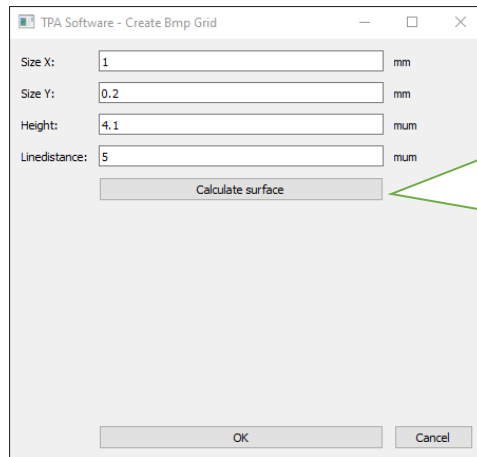 TPA Software - Create Bmp Grid
Size X: 1 mm
Size Y: 0.2 mm
Height: 4.1 mum
Linedistance: 5 mum
Calculate surface
OK Cancel